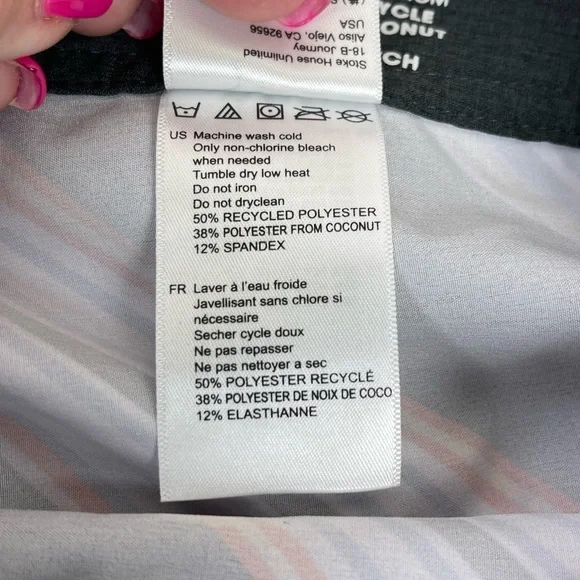 CYCLE
CONUT
CH
Stoke House Unlimited
18-B Journey
Aliso Viejo, CA 92656
USA
US Machine wash cold
Only non-chlorine bleach
when needed
Tumble dry low heat
Do not iron
Do not dryclean
50% RECYCLED POLYESTER
38% POLYESTER FROM COCONUT
12% SPANDEX
FR Laver à l'eau froide
Javellisant sans chlore si
nécessaire
Secher cycle doux
Ne pas repasser
Ne pas nettoyer a sec
50% POLYESTER RECYCLÉ
38% POLYESTER DE NOIX DE COCO
12% ELASTHANNE